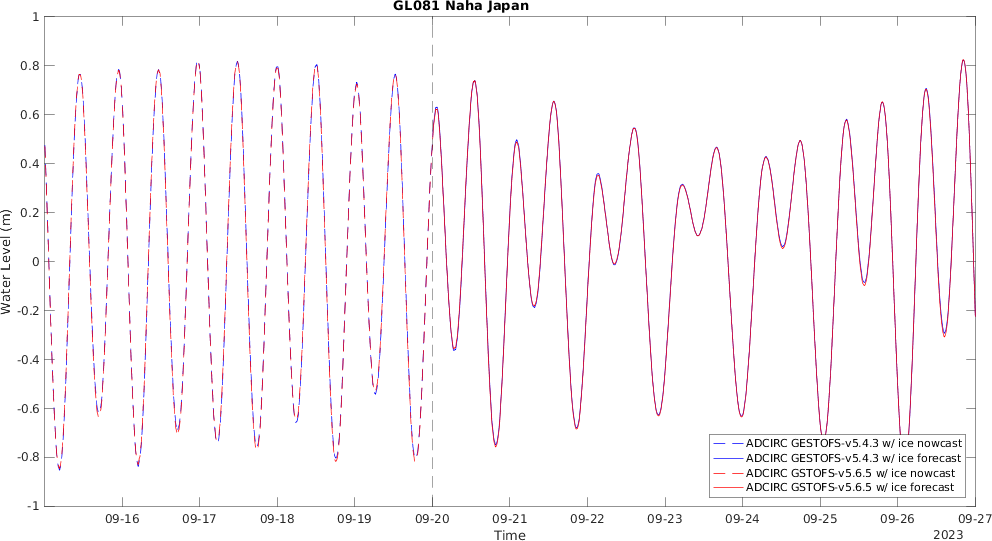 GL081 Naha Japan
1
0.8
0.6
0.4
0.2
0
-0.2
-0.4
-0.6
-0.8
-1
Water Level (m)
ADCIRC GESTOFS-v5.4.3 w/ ice nowcast
ADCIRC GESTOFS-v5.4.3 w/ ice forecast
ADCIRC GSTOFS-v5.6.5 w/ ice nowcast
ADCIRC GSTOFS-v5.6.5 w/ ice forecast
09-16 09-17 09-18 09-19 09-20 09-21 09-22 09-23 09-24 09-25 09-26 09-27
Time
2023